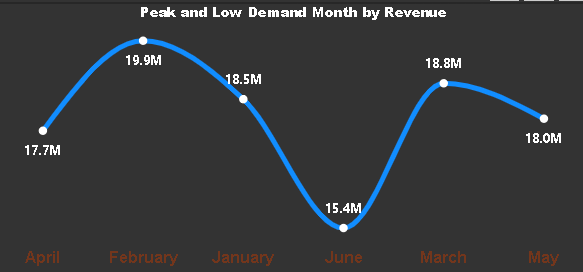 Peak and Low Demand Month by Revenue
19.9M
18.8M
18.5M
17.7M
18.0M
15.4M
April February January June March May